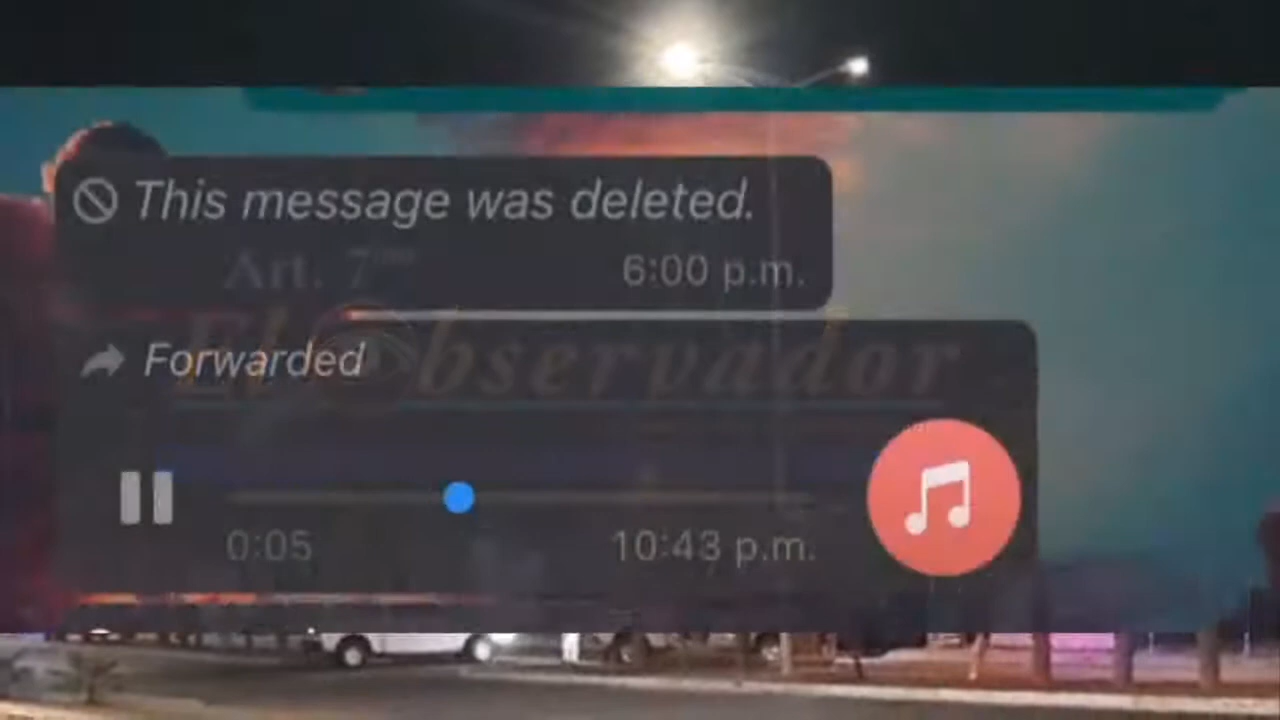 This message was deleted.
Art. 7
6:00 p.m.
Forwarded
El Observador
0:05
10:43 p.m.